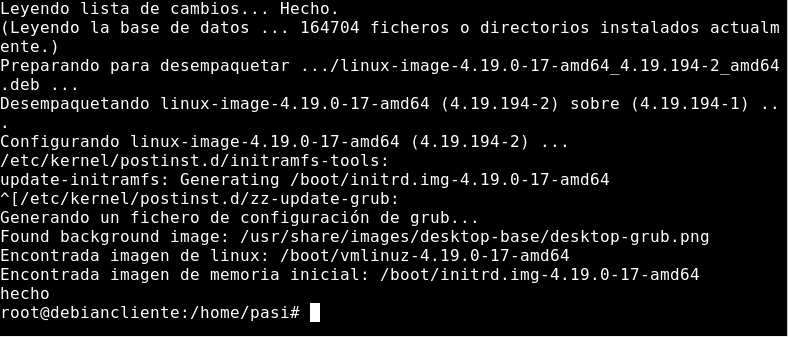 Leyendo lista de cambios... Hecho.
(Leyendo la base de datos ... 164704 ficheros o directorios instalados actualm
ente.)
Preparando para desempaquetar .../linux-image-4.19.0-17-amd64_4.19.194-2_amd64
.deb ...
Desempaquetando linux-image-4.19.0-17-amd64 (4.19.194-2) sobre (4.19.194-1) ..
.
Configurando linux-image-4.19.0-17-amd64 (4.19.194-2) ...
/etc/kernel/postinst.d/initramfs-tools:
update-initramfs: Generating /boot/initrd.img-4.19.0-17-amd64
^[/etc/kernel/postinst.d/zz-update-grub:
Generando un fichero de configuración de grub...
Found background image: /usr/share/images/desktop-base/desktop-grub.png
Encontrada imagen de linux: /boot/vmlinuz-4.19.0-17-amd64
Encontrada imagen de memoria inicial: /boot/initrd.img-4.19.0-17-amd64
hecho
root@debiancliente:/home/pasi#